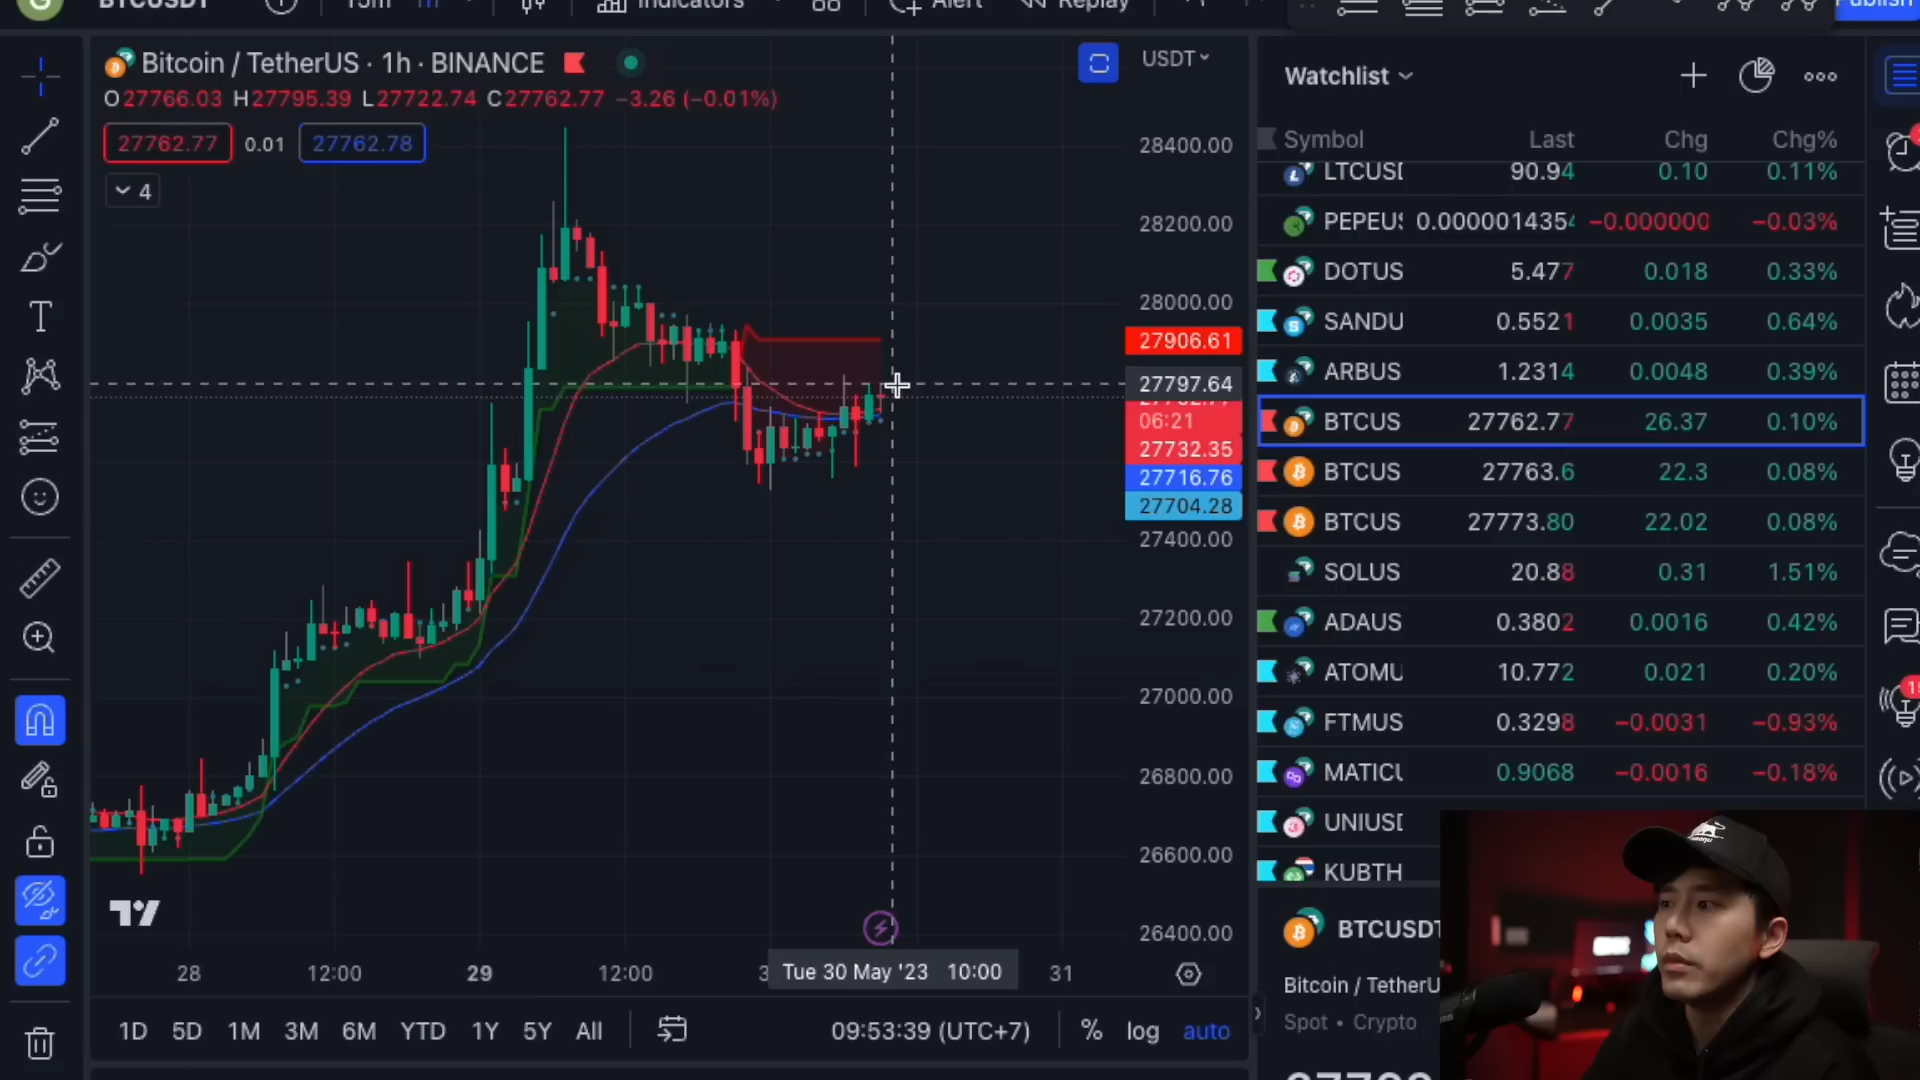 BTCUSDT
15m
Indicators
Alert
Replay
Publish
Bitcoin / TetherUS · 1h · BINANCE
O27766.03 H27795.39 L27722.74 C27762.77 −3.26 (−0.01%)
27762.77 0.01 27762.78
4
USDT
28400.00
28200.00
28000.00
27906.61
27797.64
06:21
27732.35
27716.76
27704.28
27400.00
27200.00
27000.00
26800.00
26600.00
26400.00
28 12:00 29 12:00 Tue 30 May '23 10:00 31
1D 5D 1M 3M 6M YTD 1Y 5Y All 09:53:39 (UTC+7) % log auto
Watchlist
Symbol Last Chg Chg%
LTCUSD 90.94 0.10 0.11%
PEPEUS 0.0000014354 −0.000000 −0.03%
DOTUS 5.477 0.018 0.33%
SANDU 0.5521 0.0035 0.64%
ARBUS 1.2314 0.0048 0.39%
BTCUS 27762.77 26.37 0.10%
BTCUS 27763.6 22.3 0.08%
BTCUS 27773.80 22.02 0.08%
SOLUS 20.88 0.31 1.51%
ADAUS 0.3802 0.0016 0.42%
ATOMU 10.772 0.021 0.20%
FTMUS 0.3298 −0.0031 −0.93%
MATICU 0.9068 −0.0016 −0.18%
UNIUSD
KUBTH
BTCUSDT
Bitcoin / TetherU
Spot • Crypto